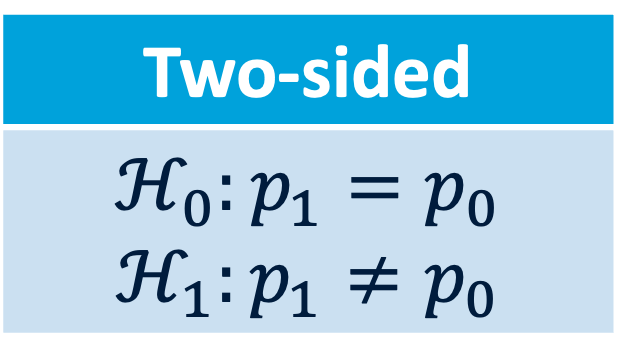 Two-sided
ℋ₀: p₁ = p₀
ℋ₁: p₁ ≠ p₀